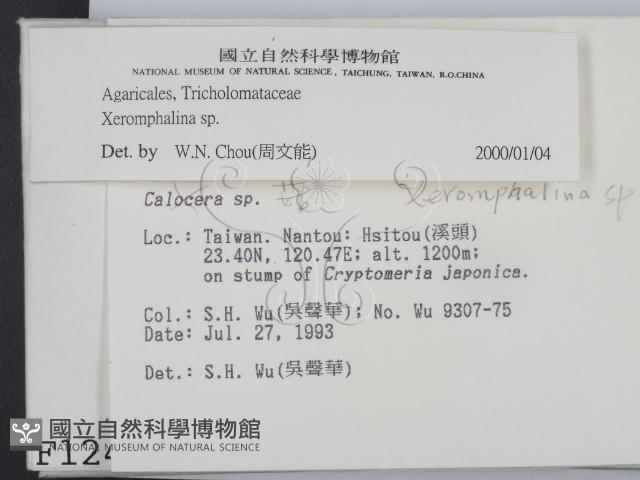 國立自然科學博物館
NATIONAL MUSEUM OF NATURAL SCIENCE, TAICHUNG, TAIWAN, R.O.CHINA
Agaricales, Tricholomataceae
Xeromphalina sp.
Det. by W.N. Chou(周文能) 2000/01/04
Calocera sp. Xeromphalina sp
Loc.: Taiwan. Nantou: Hsitou(溪頭)
23.40N, 120.47E; alt. 1200m;
on stump of Cryptomeria japonica.
Col.: S.H. Wu(吳聲華); No. Wu 9307-75
Date: Jul. 27, 1993
Det.: S.H. Wu(吳聲華)
國立自然科學博物館
NATIONAL MUSEUM OF NATURAL SCIENCE